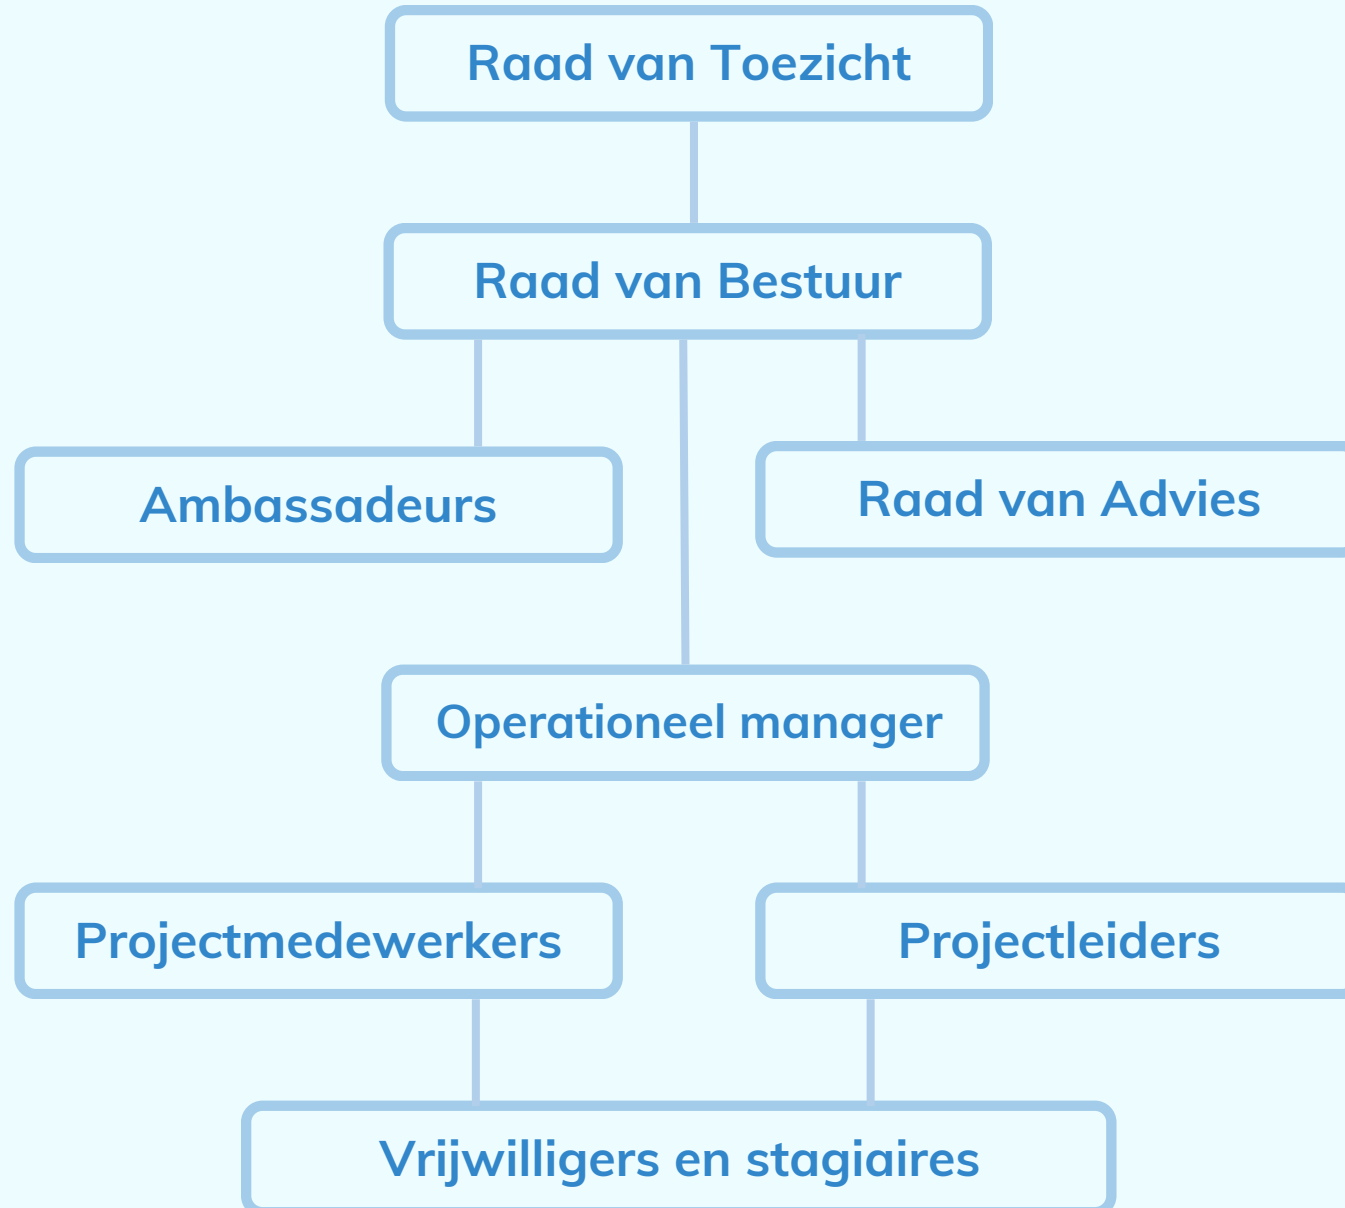 Raad van Toezicht
Raad van Bestuur
Ambassadeurs
Raad van Advies
Operationeel manager
Projectmedewerkers
Projectleiders
Vrijwilligers en stagiaires